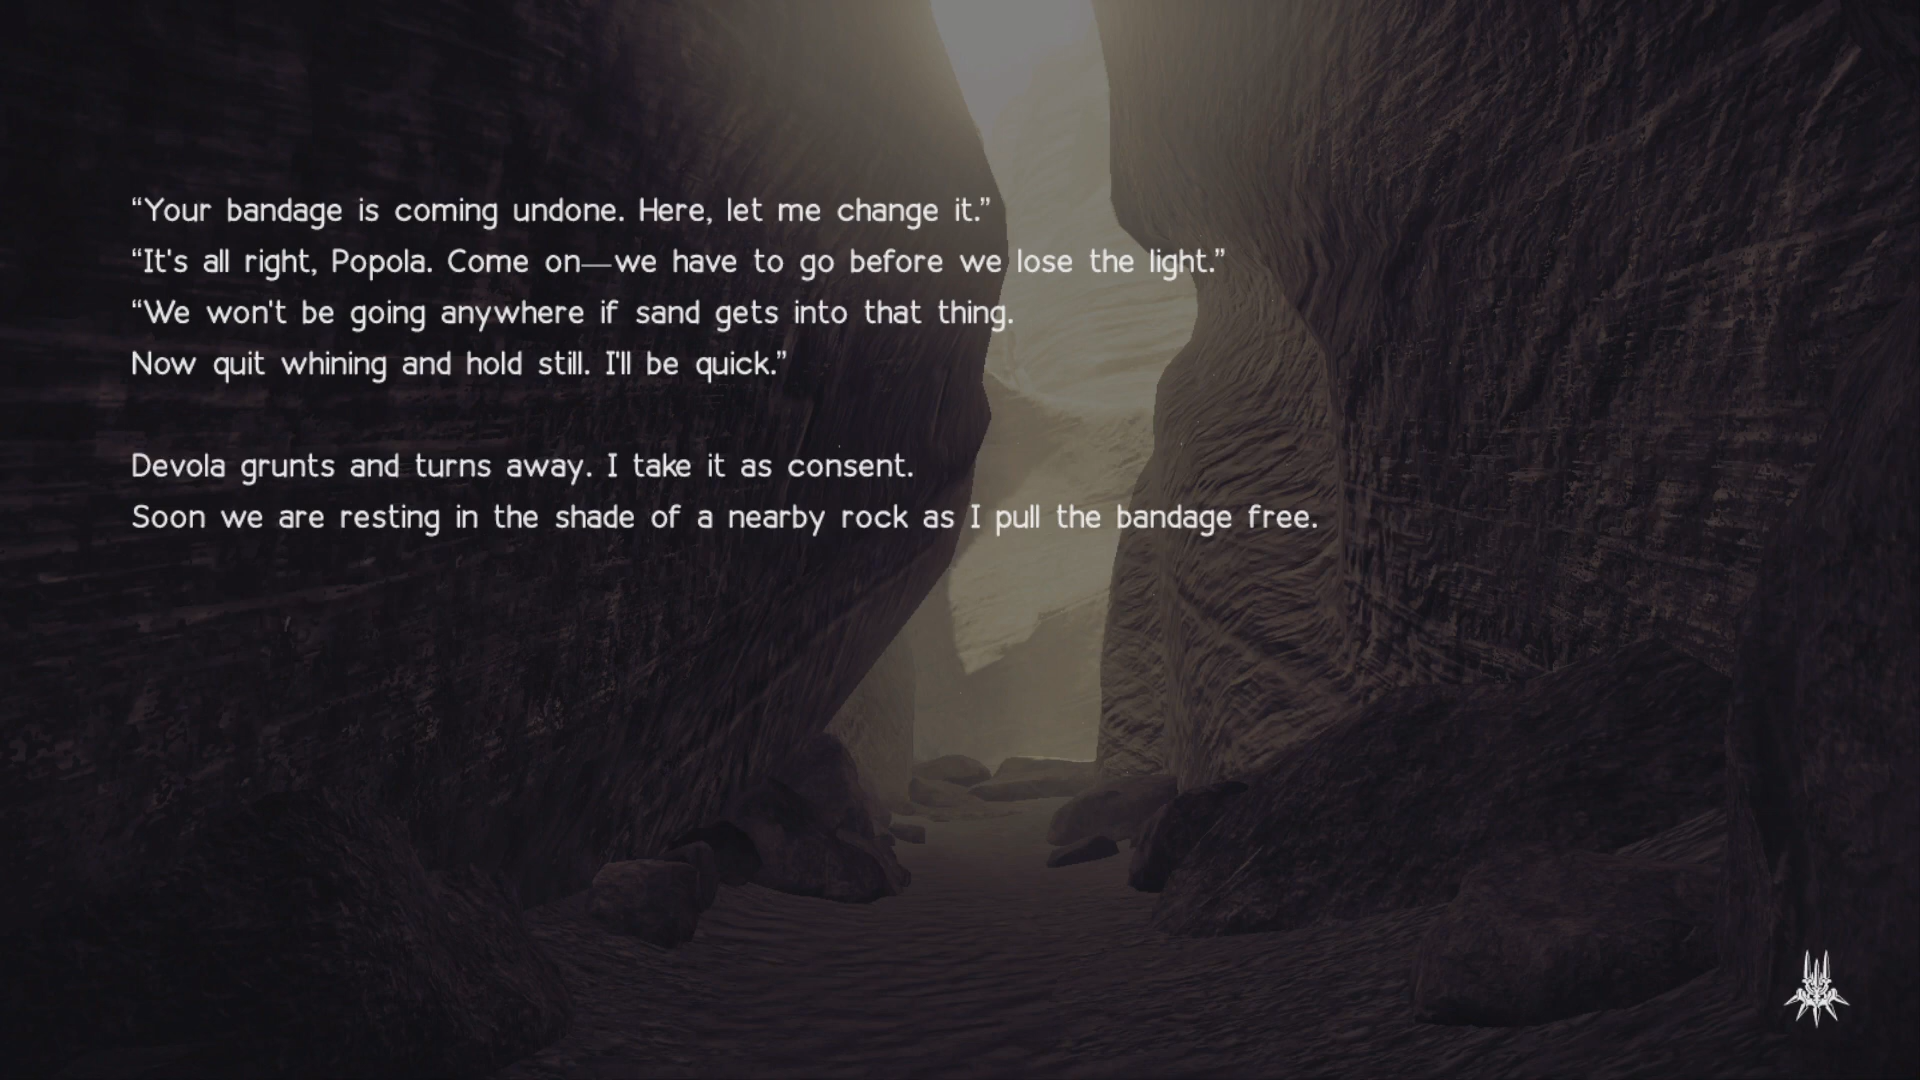 “Your bandage is coming undone. Here, let me change it.”
“It's all right, Popola. Come on—we have to go before we lose the light.”
“We won't be going anywhere if sand gets into that thing.
Now quit whining and hold still. I'll be quick.”
Devola grunts and turns away. I take it as consent.
Soon we are resting in the shade of a nearby rock as I pull the bandage free.